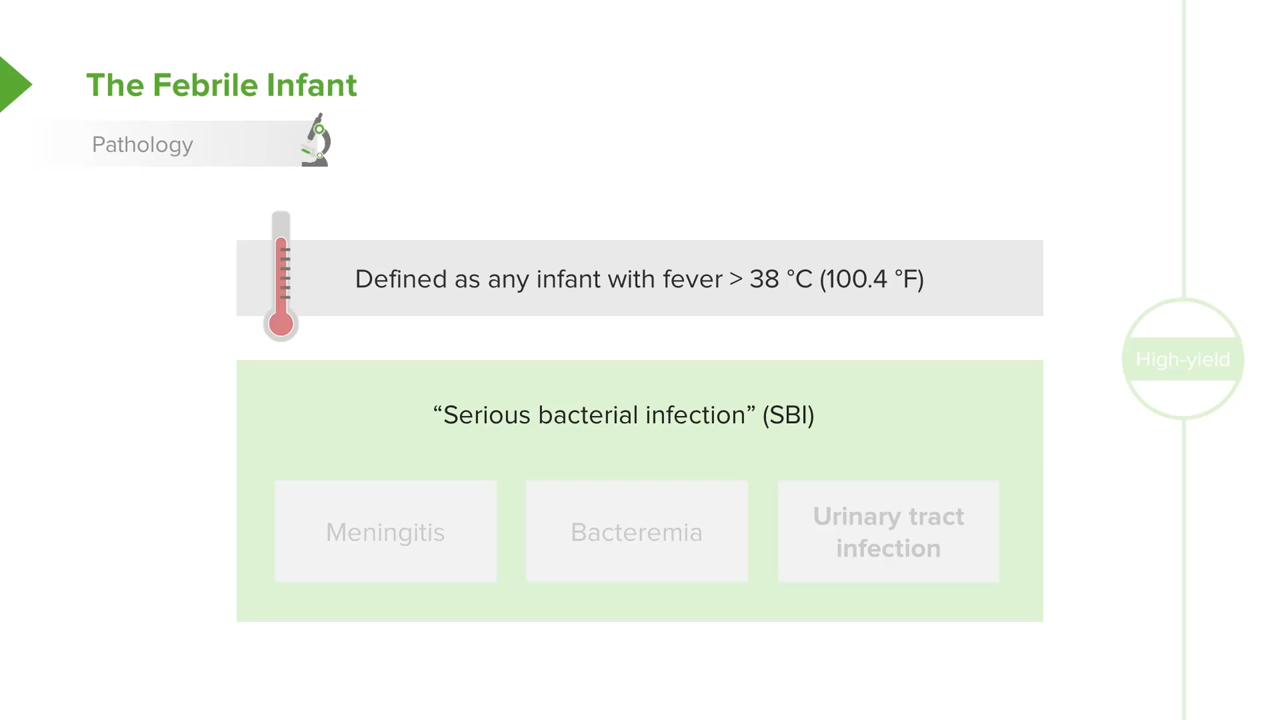 The Febrile Infant
Pathology
Defined as any infant with fever > 38 °C (100.4 °F)
“Serious bacterial infection” (SBI)
Meningitis
Bacteremia
Urinary tract
infection
High-yield